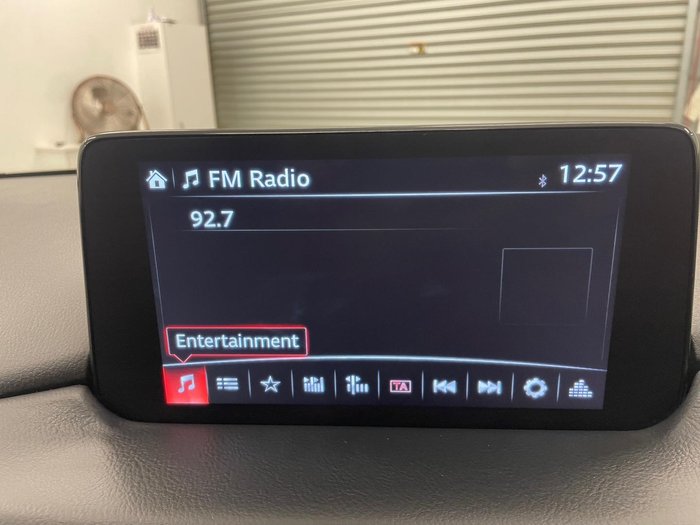 FM Radio
12:57
92.7
Entertainment
TA